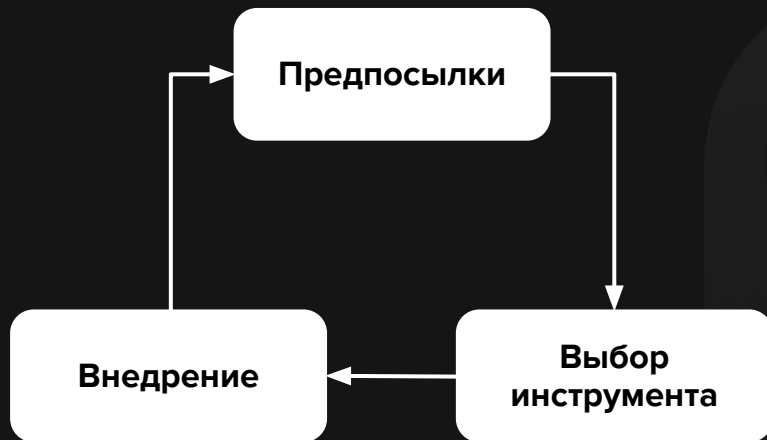 Предпосылки
Выбор
инструмента
Внедрение